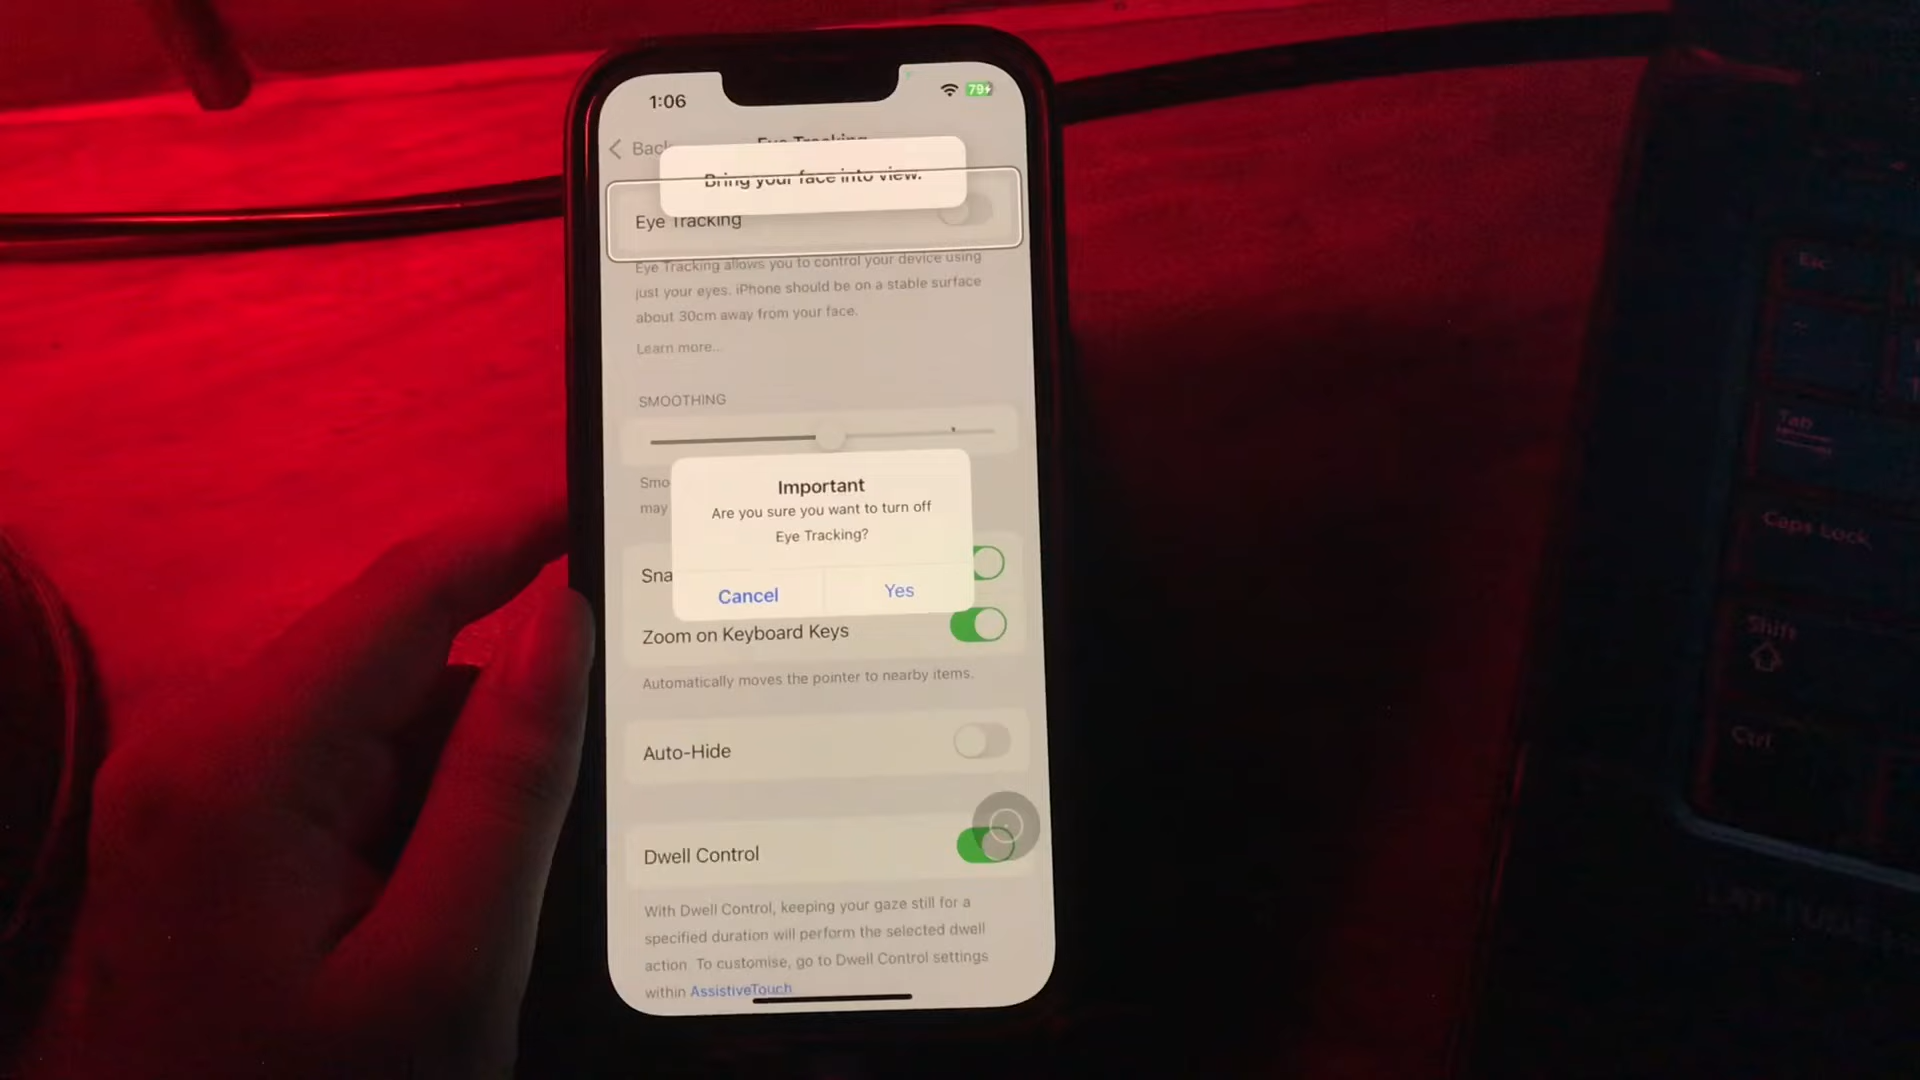 1:06
79
Back
Eye Tracking
Bring your face into view.
Eye Tracking
Eye Tracking allows you to control your device using
just your eyes. iPhone should be on a stable surface
about 30cm away from your face.
Learn more...
SMOOTHING
Smo
may
Important
Are you sure you want to turn off
Eye Tracking?
Cancel
Yes
Sna
Zoom on Keyboard Keys
Automatically moves the pointer to nearby items.
Auto-Hide
Dwell Control
With Dwell Control, keeping your gaze still for a
specified duration will perform the selected dwell
action. To customise, go to Dwell Control settings
within AssistiveTouch
Esc
Tab
Caps Lock
Shift
Ctrl